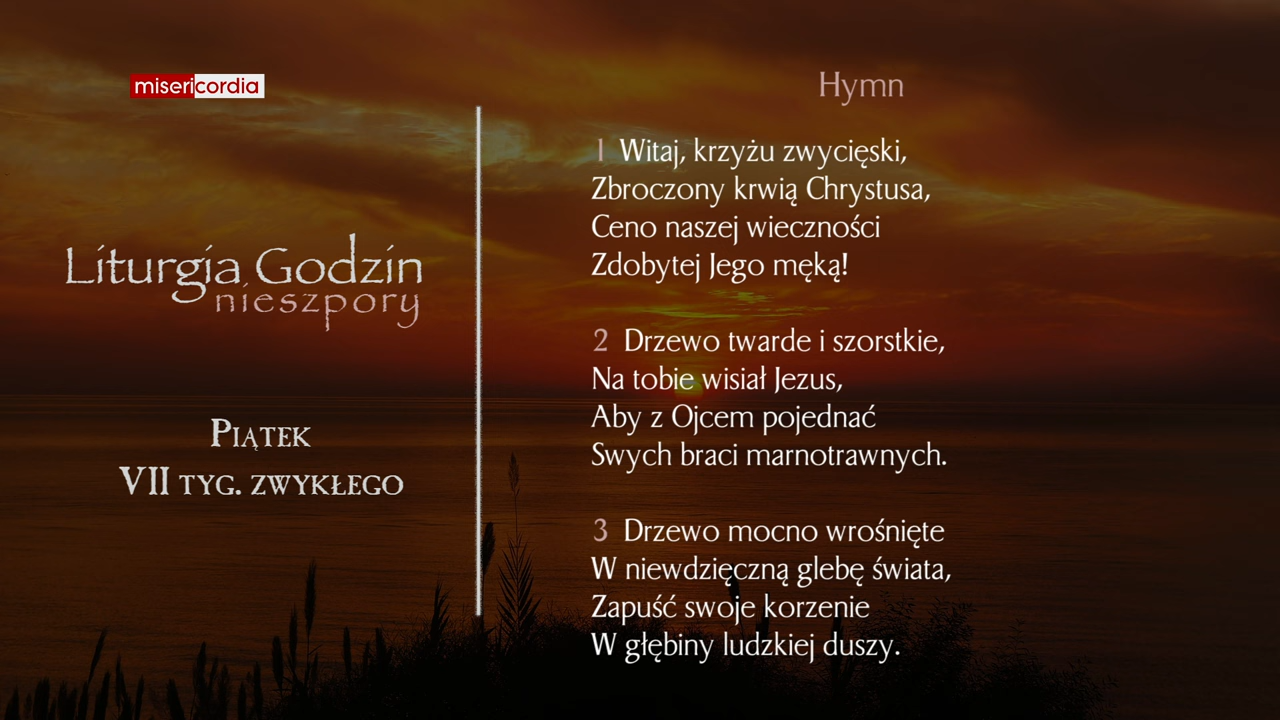 misericordia
Liturgia Godzin
nieszpory
Piątek
VII tyg. zwykłego
Hymn
1 Witaj, krzyżu zwycięski,
Zbroczony krwią Chrystusa,
Ceno naszej wieczności
Zdobytej Jego męką!
2 Drzewo twarde i szorstkie,
Na tobie wisiał Jezus,
Aby z Ojcem pojednać
Swych braci marnotrawnych.
3 Drzewo mocno wrośnięte
W niewdzięczną glebę świata,
Zapuść swoje korzenie
W głębiny ludzkiej duszy.